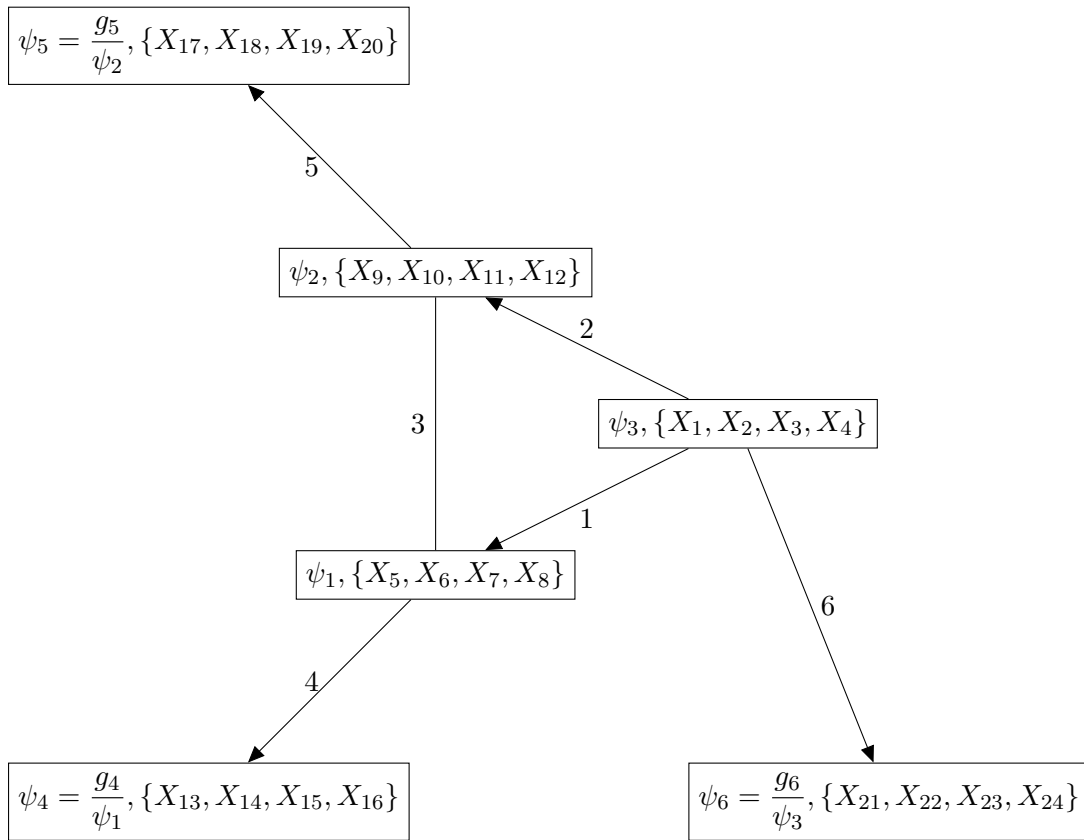 ψ₅ = g₅/ψ₂, {X₁₇, X₁₈, X₁₉, X₂₀}
5
ψ₂, {X₉, X₁₀, X₁₁, X₁₂}
2
3
ψ₃, {X₁, X₂, X₃, X₄}
1
ψ₁, {X₅, X₆, X₇, X₈}
6
4
ψ₄ = g₄/ψ₁, {X₁₃, X₁₄, X₁₅, X₁₆}
ψ₆ = g₆/ψ₃, {X₂₁, X₂₂, X₂₃, X₂₄}